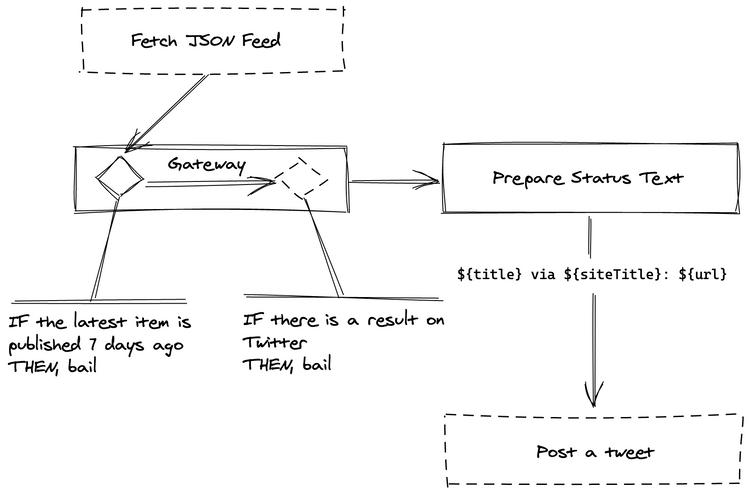 Fetch JSON Feed
Gateway
Prepare Status Text
${title} via ${siteTitle}: ${url}
IF the latest item is
published 7 days ago
THEN, bail
IF there is a result on
Twitter
THEN, bail
Post a tweet